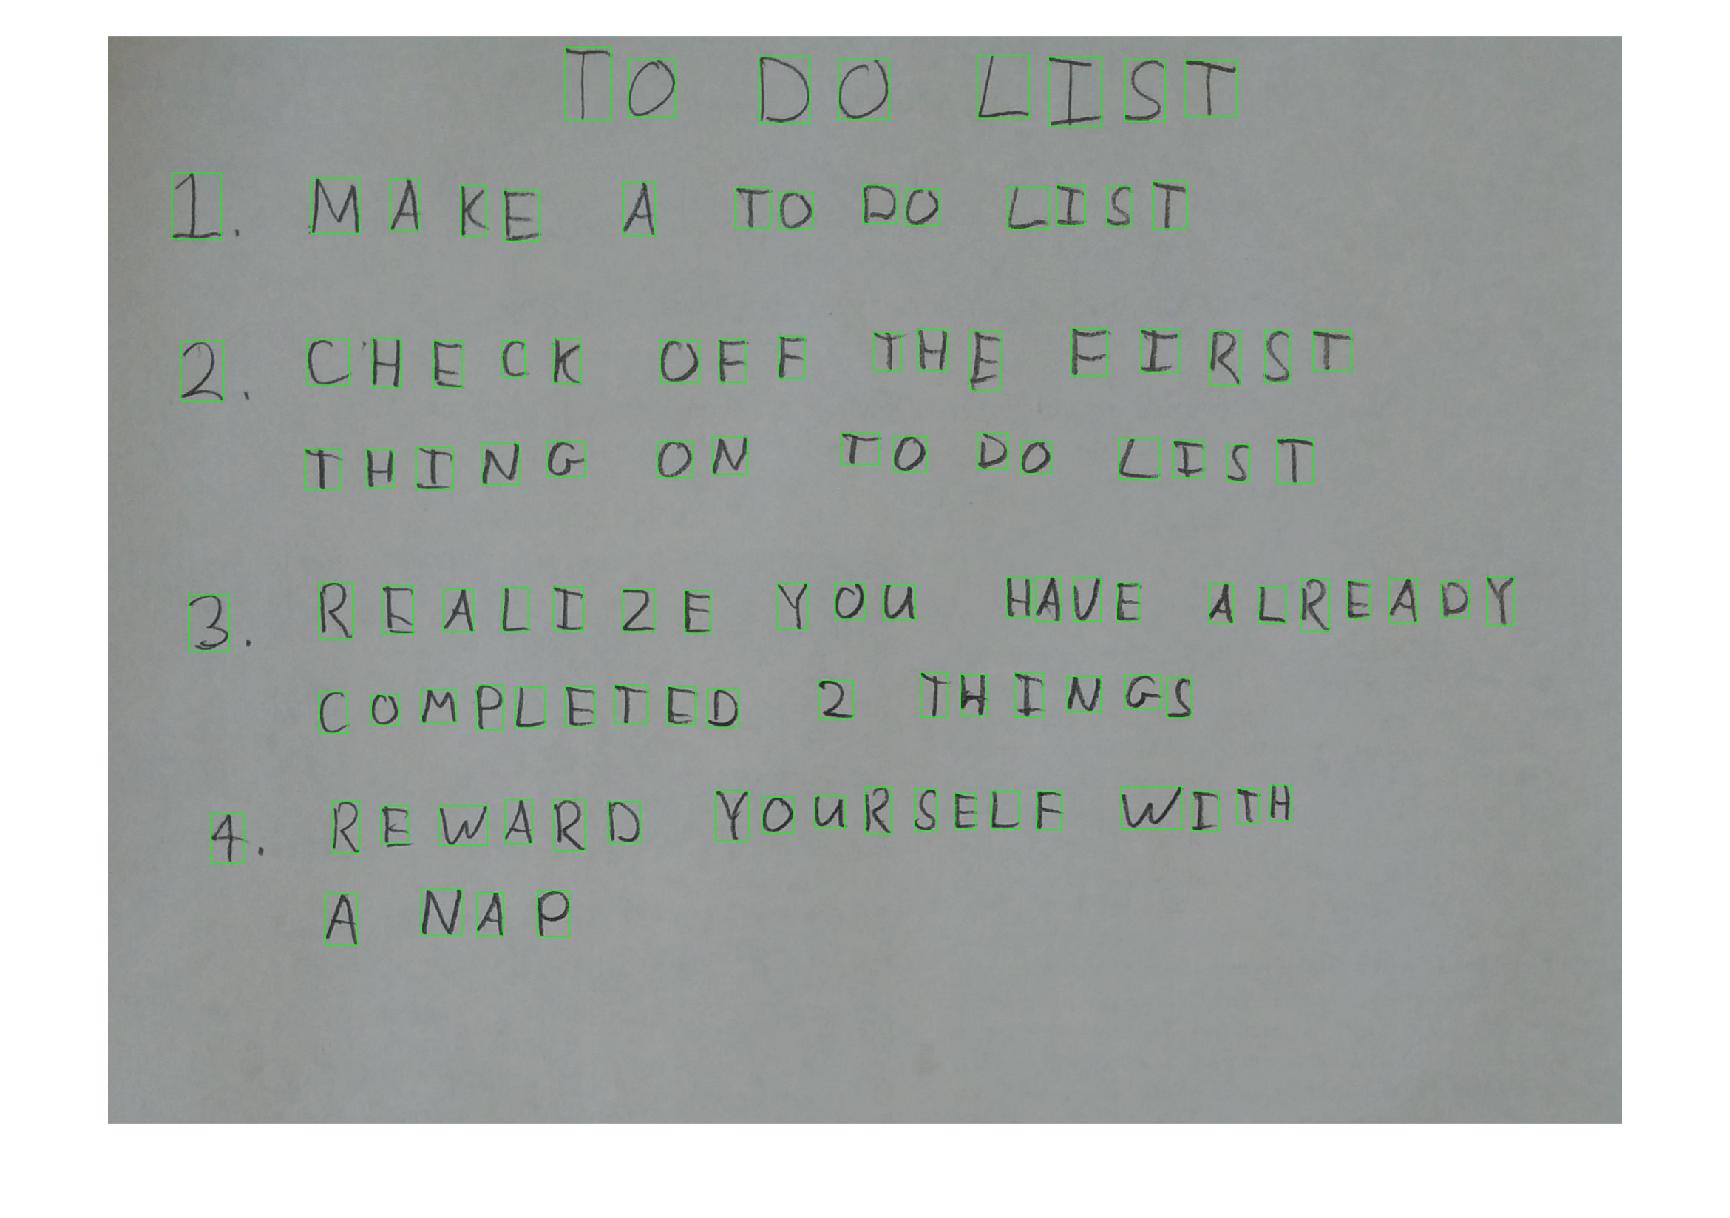 TO DO LIST
1. MAKE A TO DO LIST
2. CHECK OFF THE FIRST
THING ON TO DO LIST
3. REALIZE YOU HAVE ALREADY
COMPLETED 2 THINGS
4. REWARD YOURSELF WITH
A NAP